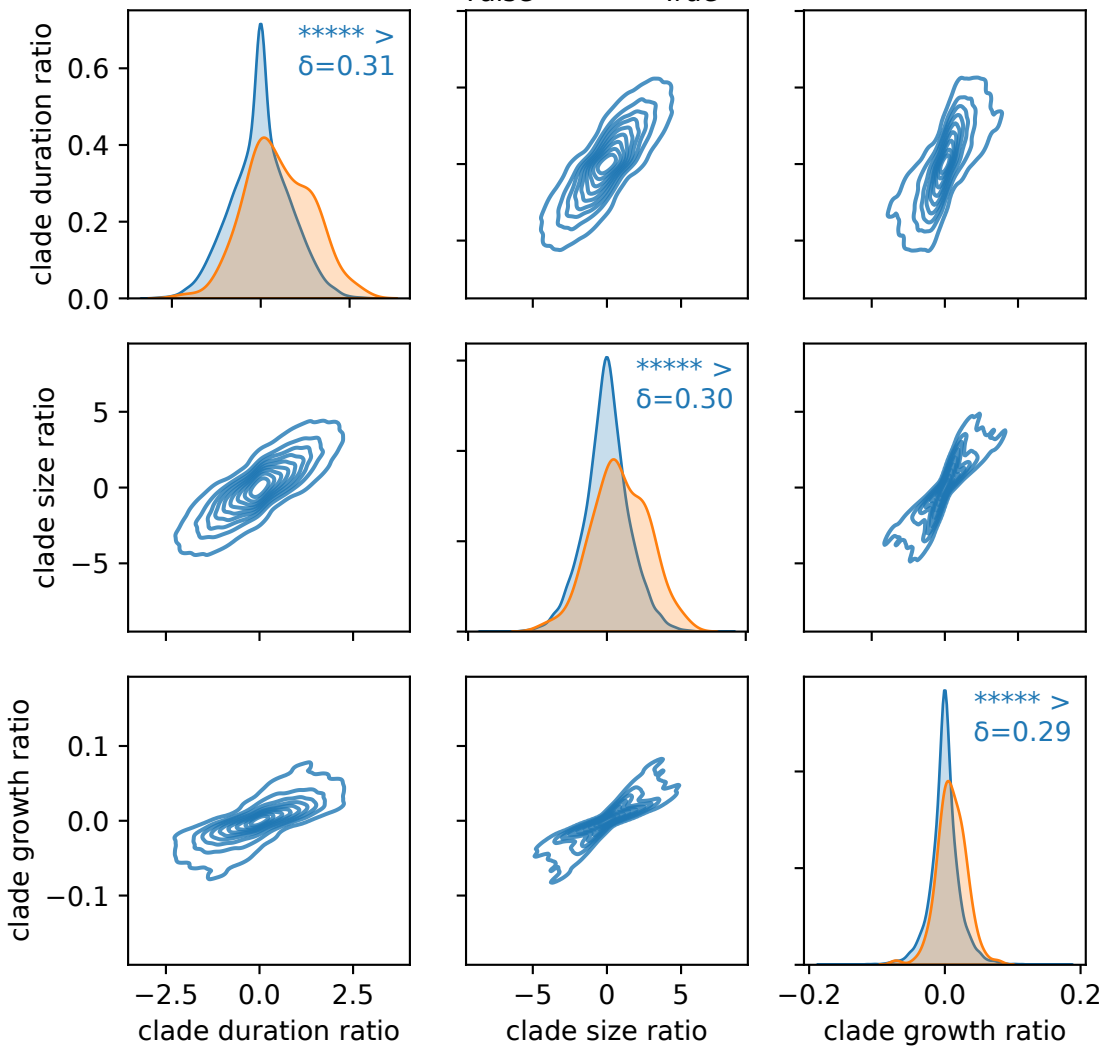 clade duration ratio
0.6
0.4
0.2
0.0
***** >
δ=0.31
clade size ratio
5
0
−5
***** >
δ=0.30
clade growth ratio
0.1
0.0
−0.1
***** >
δ=0.29
−2.5 0.0 2.5
−5 0 5
−0.2 0.0 0.2
clade duration ratio
clade size ratio
clade growth ratio